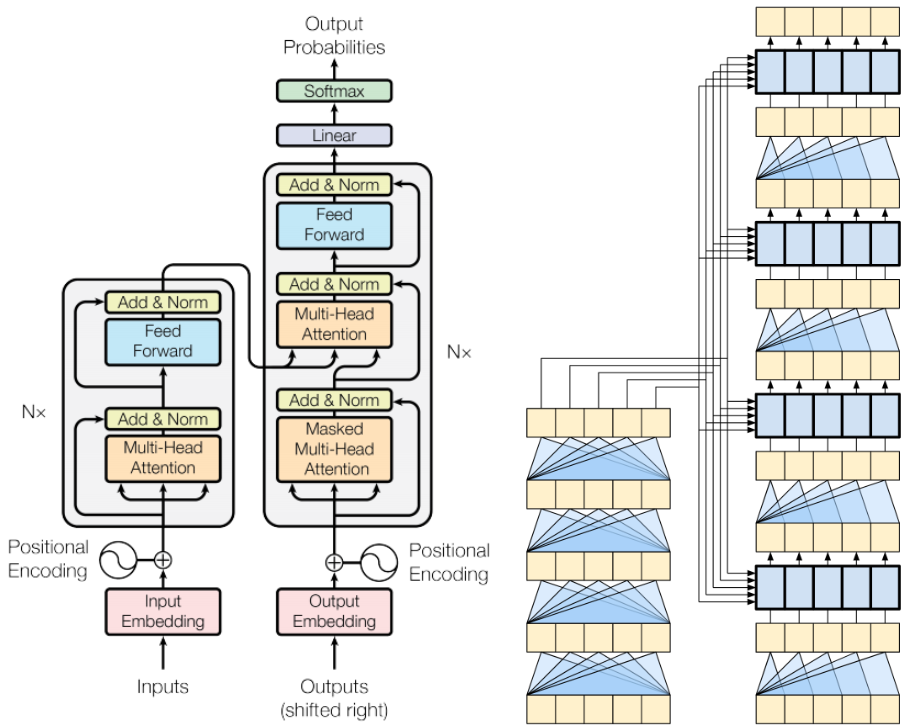 Output
Probabilities
Softmax
Linear
Add & Norm
Feed
Forward
Add & Norm
Multi-Head
Attention
Add & Norm
Masked
Multi-Head
Attention
Nx
Add & Norm
Feed
Forward
Nx
Add & Norm
Multi-Head
Attention
Positional
Encoding
Positional
Encoding
Input
Embedding
Output
Embedding
Inputs
Outputs
(shifted right)